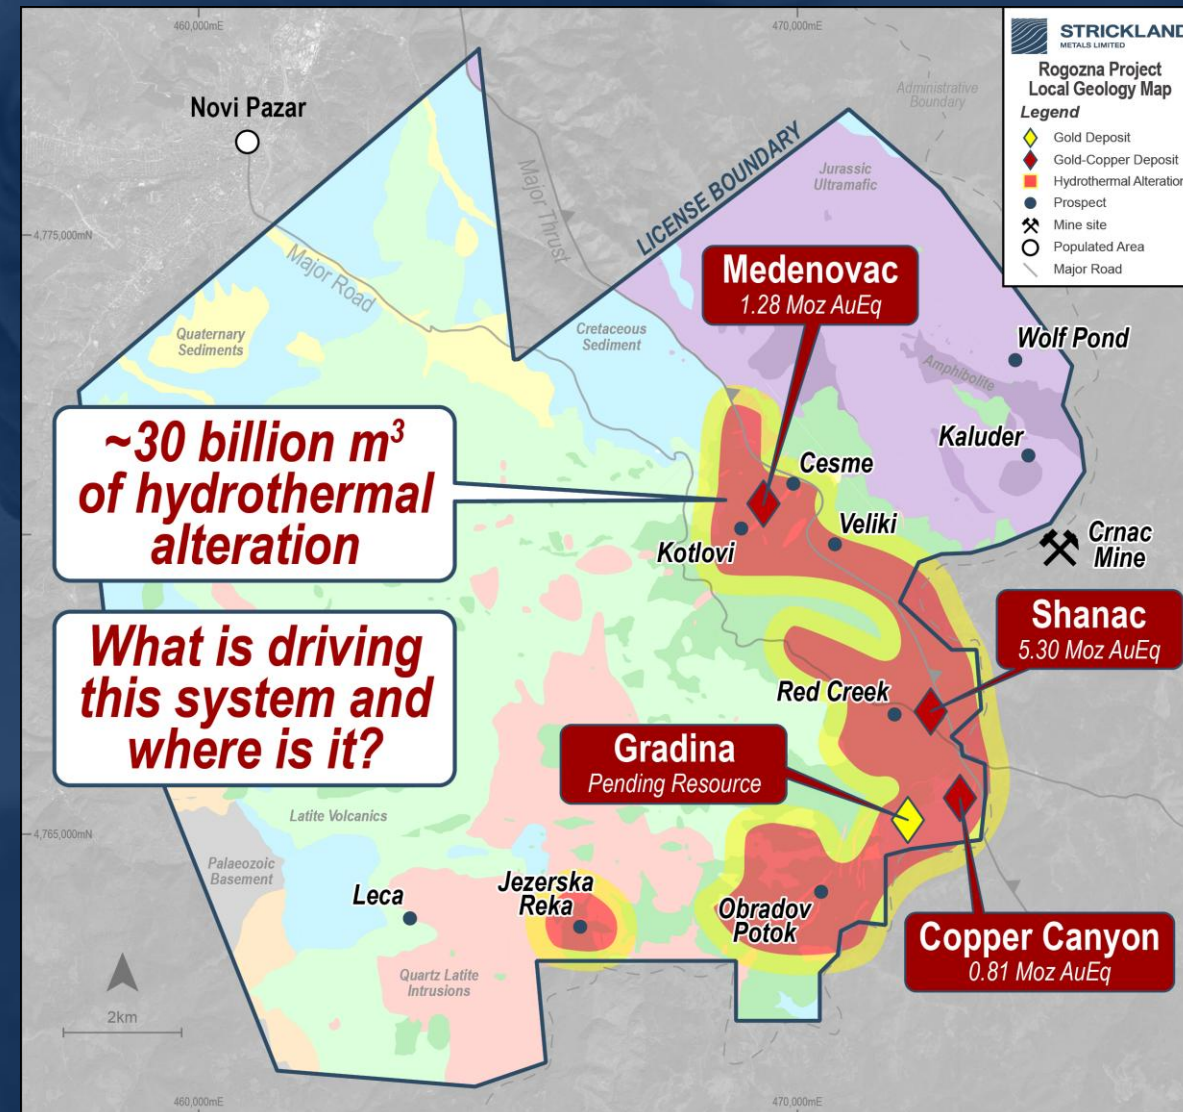 460,000mE
470,000mE
STRICKLAND
METALS LIMITED
Rogozna Project
Local Geology Map
Legend
Gold Deposit
Gold-Copper Deposit
Hydrothermal Alteration
Prospect
Mine site
Populated Area
Major Road
Administrative
Boundary
Novi Pazar
Major Thrust
LICENSE BOUNDARY
Jurassic
Ultramafic
4,775,000mN
Major Road
Medenovac
1.28 Moz AuEq
Quaternary
Sediments
Cretaceous
Sediment
Wolf Pond
Amphibolite
~30 billion m³
of hydrothermal
alteration
Kaluder
Cesme
Veliki
Kotlovi
Crnac
Mine
What is driving
this system and
where is it?
Shanac
5.30 Moz AuEq
Red Creek
Gradina
Pending Resource
Latite Volcanics
4,765,000mN
Palaeozoic
Basement
Leca
Jezerska
Reka
Obradov
Potok
Copper Canyon
0.81 Moz AuEq
Quartz Latite
Intrusions
2km
460,000mE
470,000mE